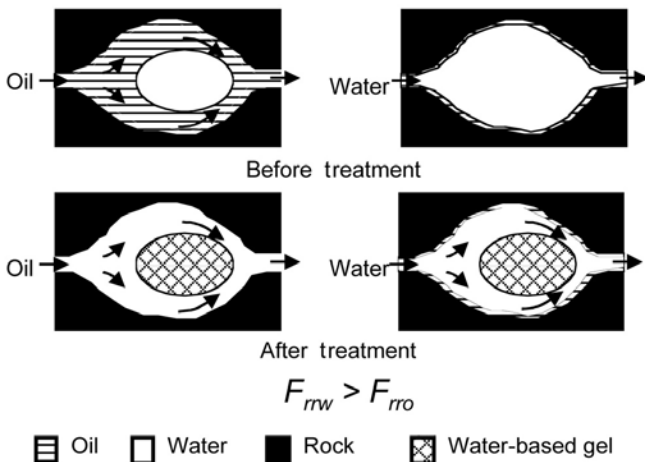 Oil
Water
Before treatment
Oil
Water
After treatment
Frrw > Frro
Oil
Water
Rock
Water-based gel